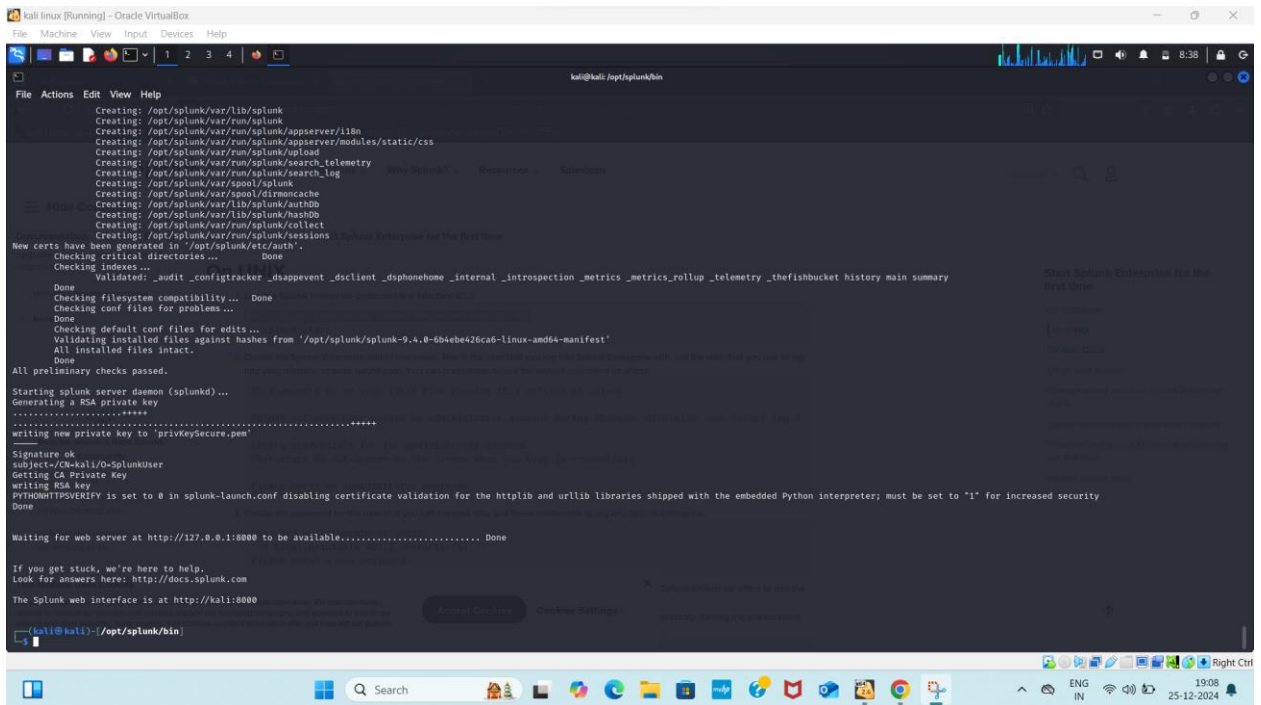 kali linux [Running] - Oracle VirtualBox
File Machine View Input Devices Help
1 2 3 4
8:38
kali@kali: /opt/splunk/bin
File Actions Edit View Help
Creating: /opt/splunk/var/lib/splunk
Creating: /opt/splunk/var/run/splunk
Creating: /opt/splunk/var/run/splunk/appserver/i18n
Creating: /opt/splunk/var/run/splunk/appserver/modules/static/css
Creating: /opt/splunk/var/run/splunk/upload
Creating: /opt/splunk/var/run/splunk/search_telemetry
Creating: /opt/splunk/var/run/splunk/search_log
Creating: /opt/splunk/var/spool/splunk
Creating: /opt/splunk/var/spool/dirmoncache
Creating: /opt/splunk/var/lib/splunk/authDb
Creating: /opt/splunk/var/lib/splunk/hashDb
Creating: /opt/splunk/var/run/splunk/collect
Creating: /opt/splunk/var/run/splunk/sessions
New certs have been generated in '/opt/splunk/etc/auth'.
Checking critical directories... Done
Checking indexes...
Validated: _audit _configtracker _dsappevent _dsclient _dsphonehome _internal _introspection _metrics _metrics_rollup _telemetry _thefishbucket history main summary
Done
Checking filesystem compatibility... Done
Checking conf files for problems...
Done
Checking default conf files for edits...
Validating installed files against hashes from '/opt/splunk/splunk-9.4.0-6b4ebe426ca6-linux-amd64-manifest'
All installed files intact.
Done
All preliminary checks passed.
Starting splunk server daemon (splunkd)...
Generating a RSA private key
.....................+++++
.................................................................+++++
writing new private key to 'privKeySecure.pem'
-----
Signature ok
subject=/CN=kali/O=SplunkUser
Getting CA Private Key
writing RSA key
PYTHONHTTPSVERIFY is set to 0 in splunk-launch.conf disabling certificate validation for the httplib and urllib libraries shipped with the embedded Python interpreter; must be set to "1" for increased security
Done
Waiting for web server at http://127.0.0.1:8000 to be available........................... Done
If you get stuck, we're here to help.
Look for answers here: http://docs.splunk.com
The Splunk web interface is at http://kali:8000
(kali㉿kali)-[/opt/splunk/bin]
$
Right Ctrl
Search
ENG
IN
19:08
25-12-2024